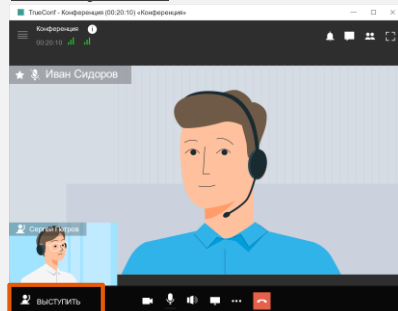 TrueConf - Конференция (00:20:10) «Конференция»
Конференция
00:20:10
Иван Сидоров
Сергей Петров
ВЫСТУПИТЬ